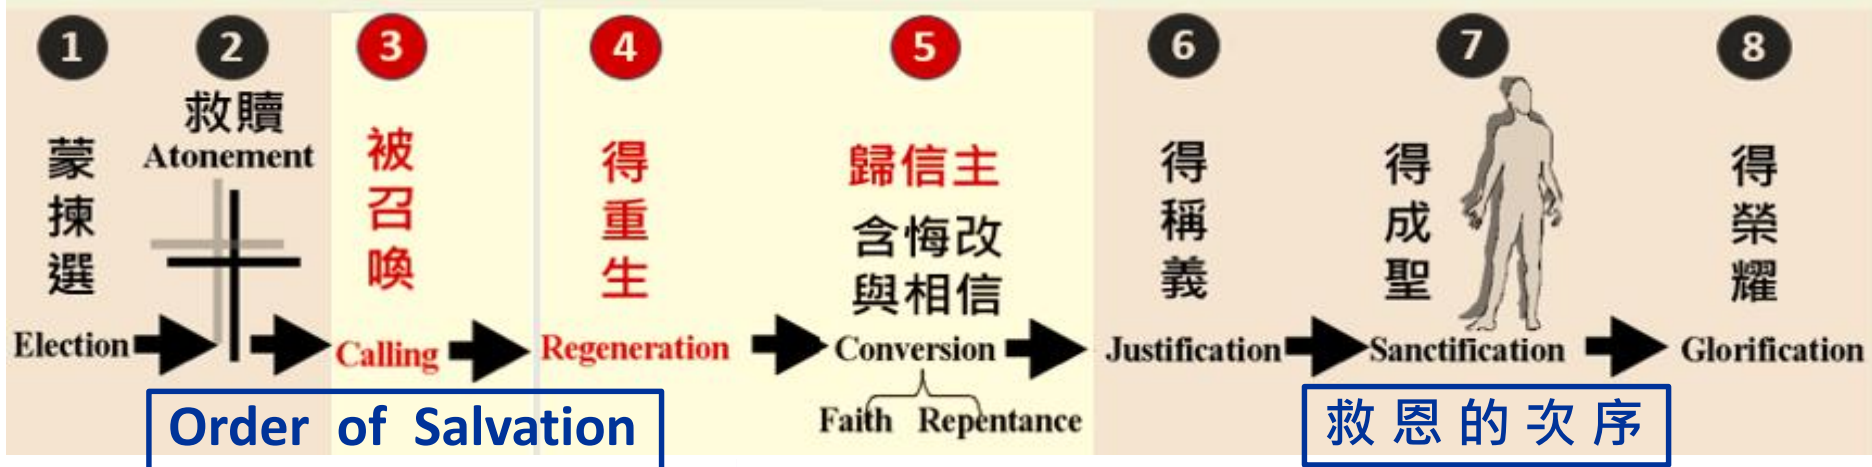 1
蒙揀選
Election
2
救贖
Atonement
3
被召喚
Calling
4
得重生
Regeneration
5
歸信主
含悔改
與相信
Conversion
Faith Repentance
6
得稱義
Justification
7
得成聖
Sanctification
8
得榮耀
Glorification
Order of Salvation
救恩的次序